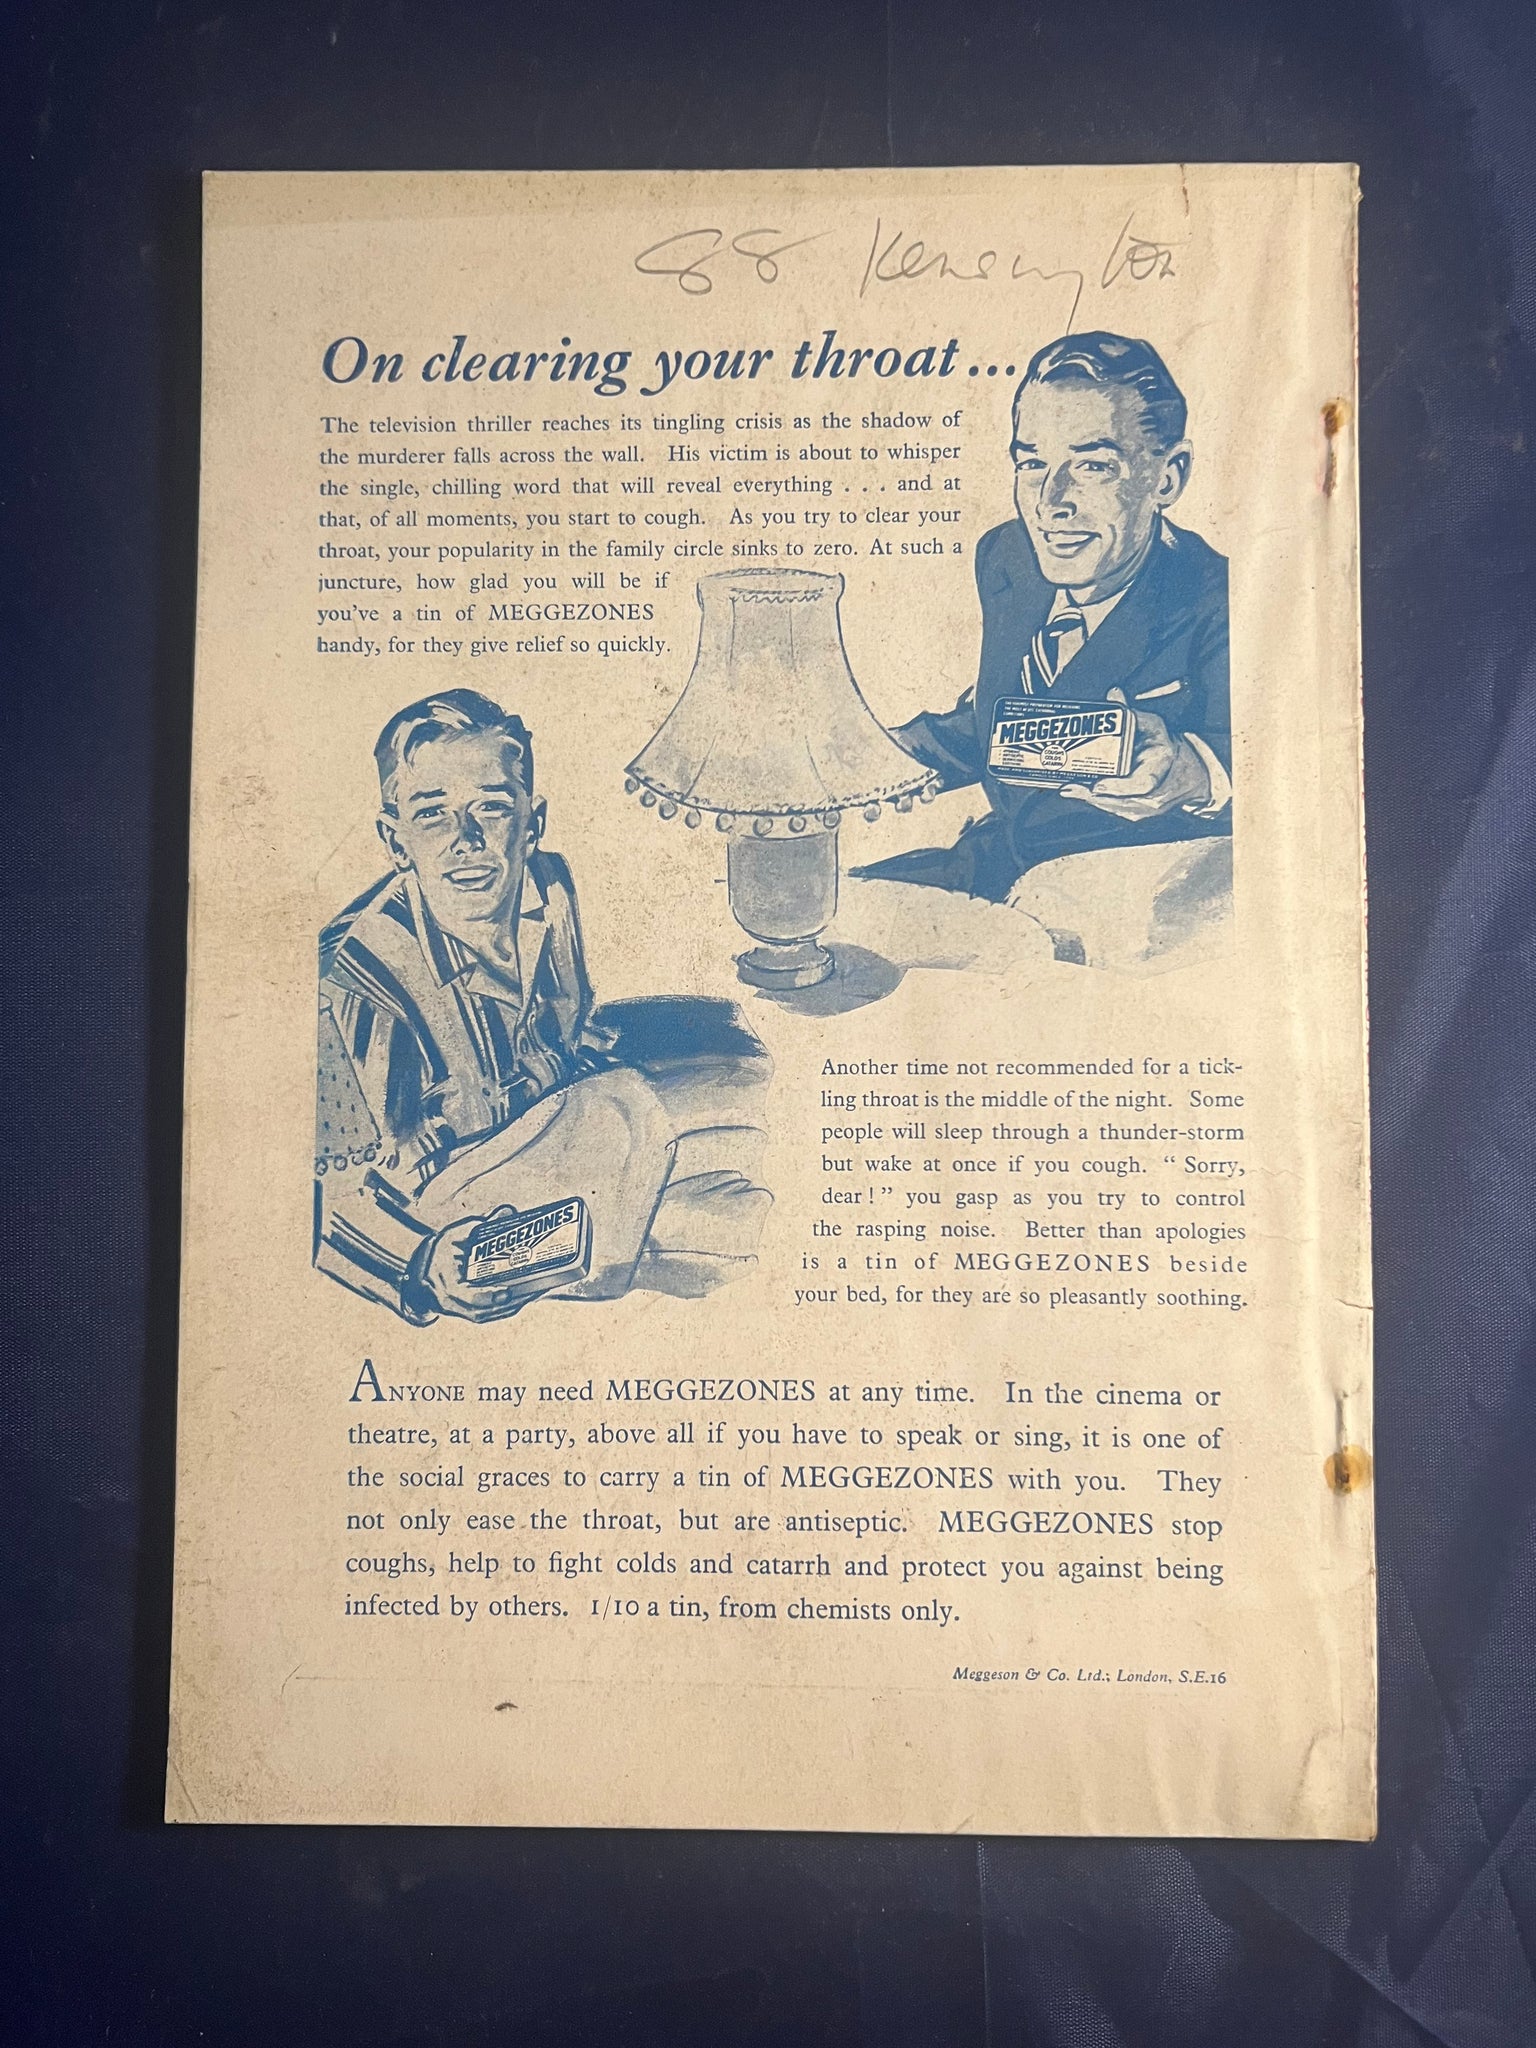 88 Kensington
On clearing your throat...
The television thriller reaches its tingling crisis as the shadow of
the murderer falls across the wall. His victim is about to whisper
the single, chilling word that will reveal everything . . . and at
that, of all moments, you start to cough. As you try to clear your
throat, your popularity in the family circle sinks to zero. At such a
juncture, how glad you will be if
you've a tin of MEGGEZONES
handy, for they give relief so quickly.
MEGGEZONES
COUGHS
COLDS
CATARRH
MEGGEZONES
Another time not recommended for a tick-
ling throat is the middle of the night. Some
people will sleep through a thunder-storm
but wake at once if you cough. " Sorry,
dear ! " you gasp as you try to control
the rasping noise. Better than apologies
is a tin of MEGGEZONES beside
your bed, for they are so pleasantly soothing.
ANYONE may need MEGGEZONES at any time. In the cinema or
theatre, at a party, above all if you have to speak or sing, it is one of
the social graces to carry a tin of MEGGEZONES with you. They
not only ease the throat, but are antiseptic. MEGGEZONES stop
coughs, help to fight colds and catarrh and protect you against being
infected by others. 1/10 a tin, from chemists only.
Meggeson & Co. Ltd.; London, S.E.16